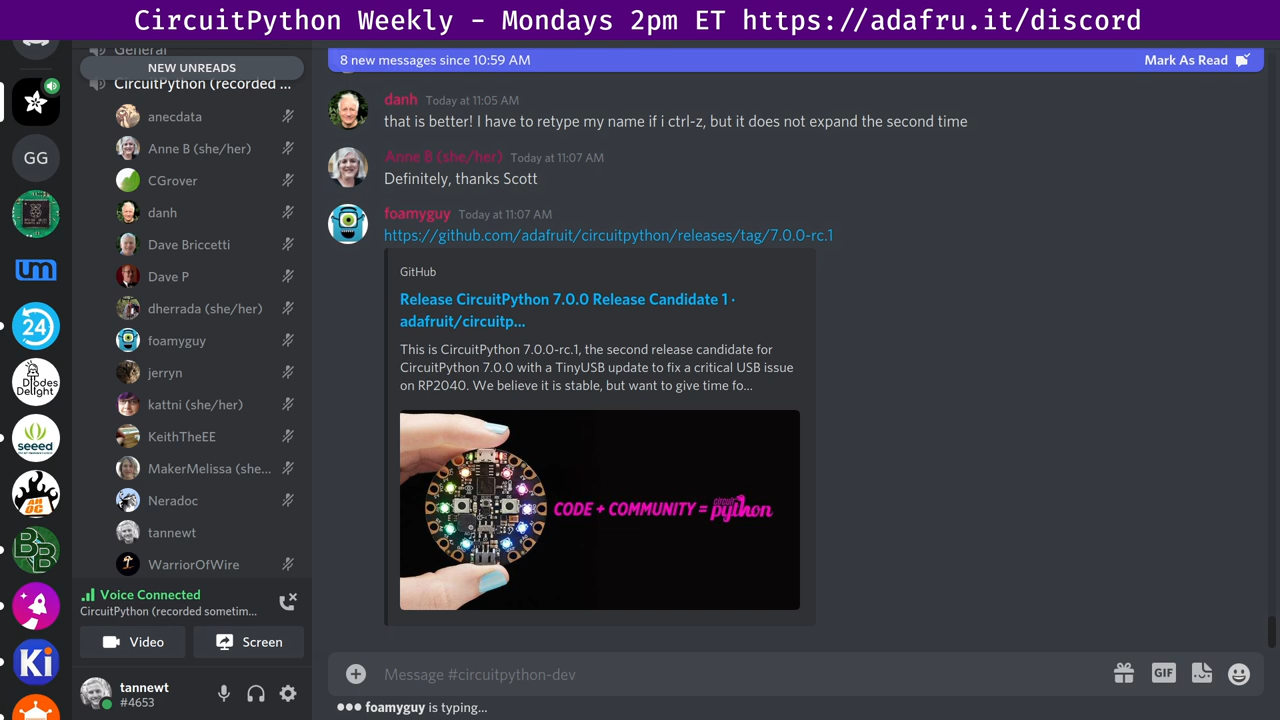 CircuitPython Weekly - Mondays 2pm ET https://adafru.it/discord
General
NEW UNREADS
CircuitPython (recorded ...
anecdata
Anne B (she/her)
CGrover
danh
Dave Briccetti
Dave P
dherrada (she/her)
foamyguy
jerryn
kattni (she/her)
KeithTheEE
MakerMelissa (she...
Neradoc
tannewt
WarriorOfWire
Voice Connected
CircuitPython (recorded sometim...
Video
Screen
tannewt
#4653
GG
um
24
Diodes
Delight
seeed
AH
OC
BB
Ki
8 new messages since 10:59 AM
Mark As Read
danh Today at 11:05 AM
that is better! I have to retype my name if i ctrl-z, but it does not expand the second time
Anne B (she/her) Today at 11:07 AM
Definitely, thanks Scott
foamyguy Today at 11:07 AM
https://github.com/adafruit/circuitpython/releases/tag/7.0.0-rc.1
GitHub
Release CircuitPython 7.0.0 Release Candidate 1 ·
adafruit/circuitp...
This is CircuitPython 7.0.0-rc.1, the second release candidate for
CircuitPython 7.0.0 with a TinyUSB update to fix a critical USB issue
on RP2040. We believe it is stable, but want to give time fo...
CODE + COMMUNITY = circuit python
Message #circuitpython-dev
GIF
foamyguy is typing...